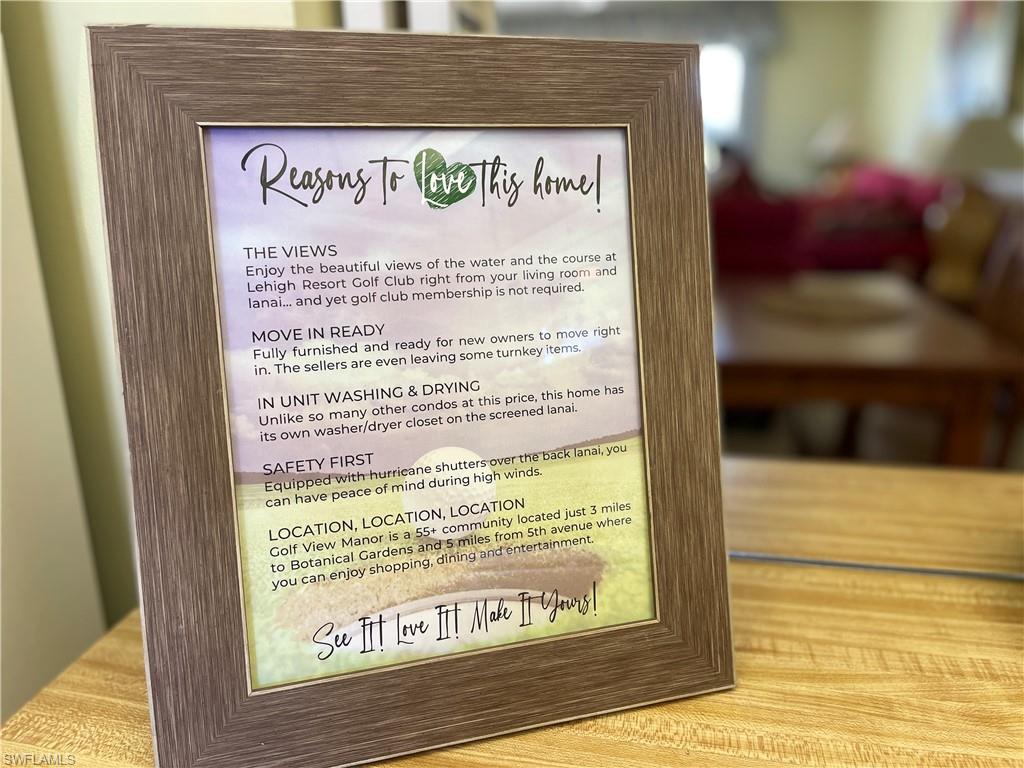 Reasons to Love this home!
THE VIEWS
Enjoy the beautiful views of the water and the course at
Lehigh Resort Golf Club right from your living room and
lanai... and yet golf club membership is not required.
MOVE IN READY
Fully furnished and ready for new owners to move right
in. The sellers are even leaving some turnkey items.
IN UNIT WASHING & DRYING
Unlike so many other condos at this price, this home has
its own washer/dryer closet on the screened lanai.
SAFETY FIRST
Equipped with hurricane shutters over the back lanai, you
can have peace of mind during high winds.
LOCATION, LOCATION, LOCATION
Golf View Manor is a 55+ community located just 3 miles
to Botanical Gardens and 5 miles from 5th avenue where
you can enjoy shopping, dining and entertainment.
See It! Love It! Make It Yours!
SWFLAMLS